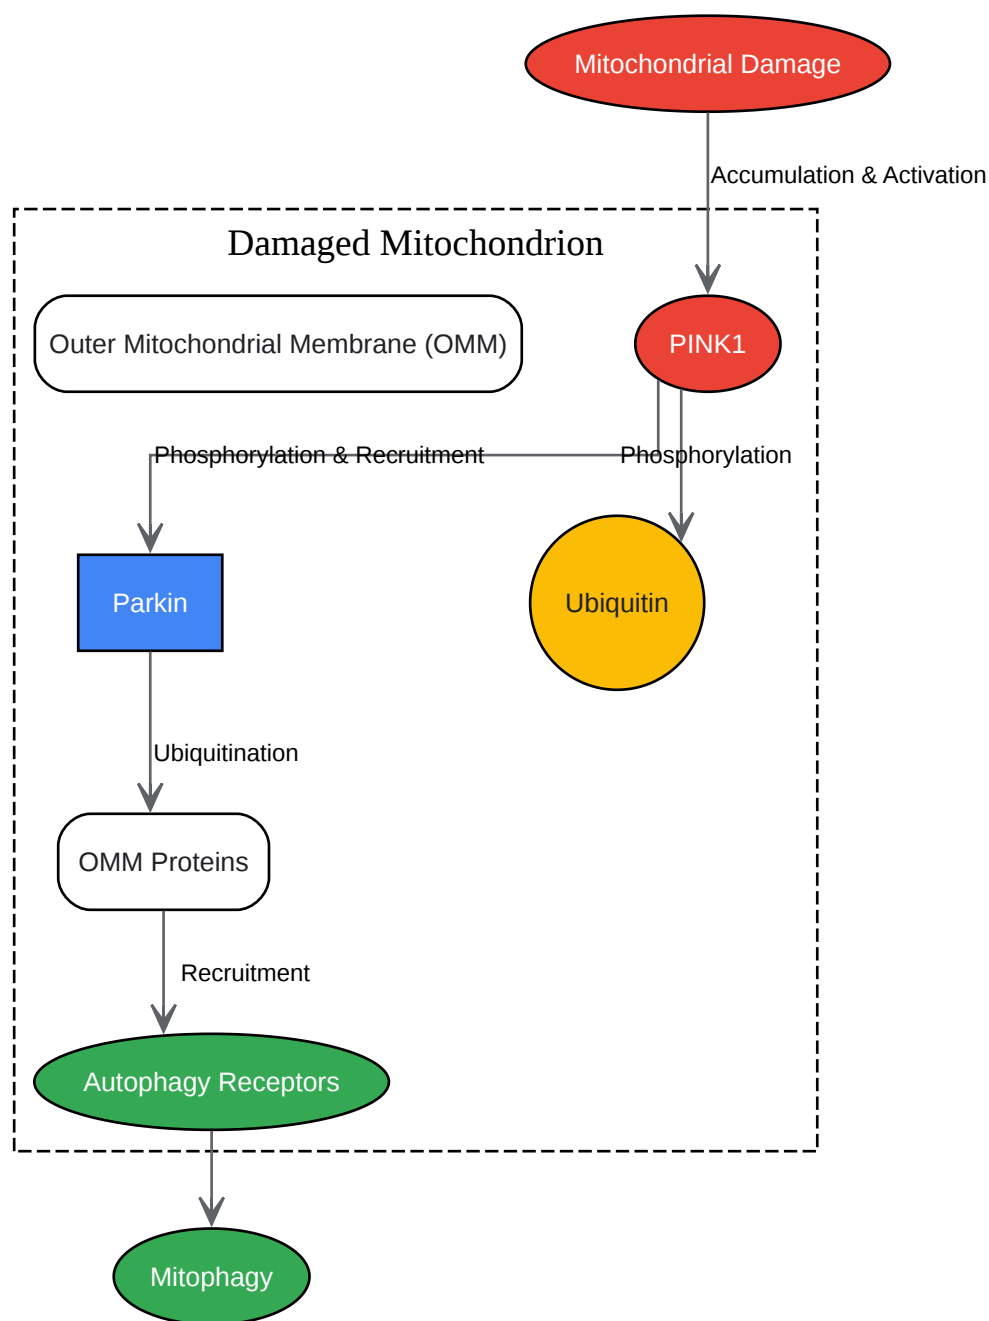 Mitochondrial Damage
Accumulation & Activation
Damaged Mitochondrion
Outer Mitochondrial Membrane (OMM)
PINK1
Phosphorylation & Recruitment
Phosphorylation
Parkin
Ubiquitin
Ubiquitination
OMM Proteins
Recruitment
Autophagy Receptors
Mitophagy